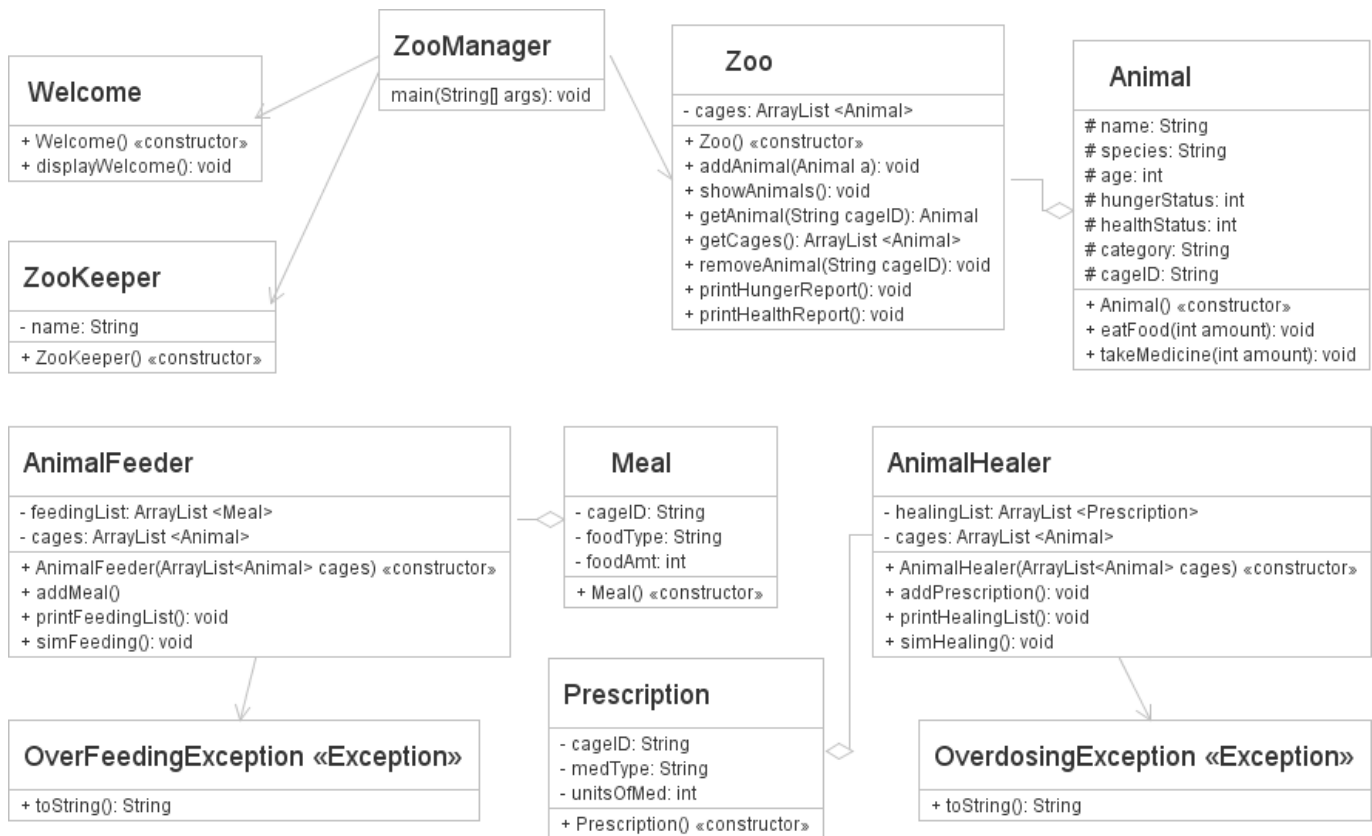 Welcome
+ Welcome() «constructor»
+ displayWelcome(): void
ZooManager
main(String[] args): void
Zoo
- cages: ArrayList <Animal>
+ Zoo() «constructor»
+ addAnimal(Animal a): void
+ showAnimals(): void
+ getAnimal(String cageID): Animal
+ getCages(): ArrayList <Animal>
+ removeAnimal(String cageID): void
+ printHungerReport(): void
+ printHealthReport(): void
Animal
# name: String
# species: String
# age: int
# hungerStatus: int
# healthStatus: int
# category: String
# cageID: String
+ Animal() «constructor»
+ eatFood(int amount): void
+ takeMedicine(int amount): void
ZooKeeper
- name: String
+ ZooKeeper() «constructor»
AnimalFeeder
- feedingList: ArrayList <Meal>
- cages: ArrayList <Animal>
+ AnimalFeeder(ArrayList<Animal> cages) «constructor»
+ addMeal()
+ printFeedingList(): void
+ simFeeding(): void
Meal
- cageID: String
- foodType: String
- foodAmt: int
+ Meal() «constructor»
AnimalHealer
- healingList: ArrayList <Prescription>
- cages: ArrayList <Animal>
+ AnimalHealer(ArrayList<Animal> cages) «constructor»
+ addPrescription(): void
+ printHealingList(): void
+ simHealing(): void
OverFeedingException «Exception»
+ toString(): String
Prescription
- cageID: String
- medType: String
- unitsOfMed: int
+ Prescription() «constructor»
OverdosingException «Exception»
+ toString(): String